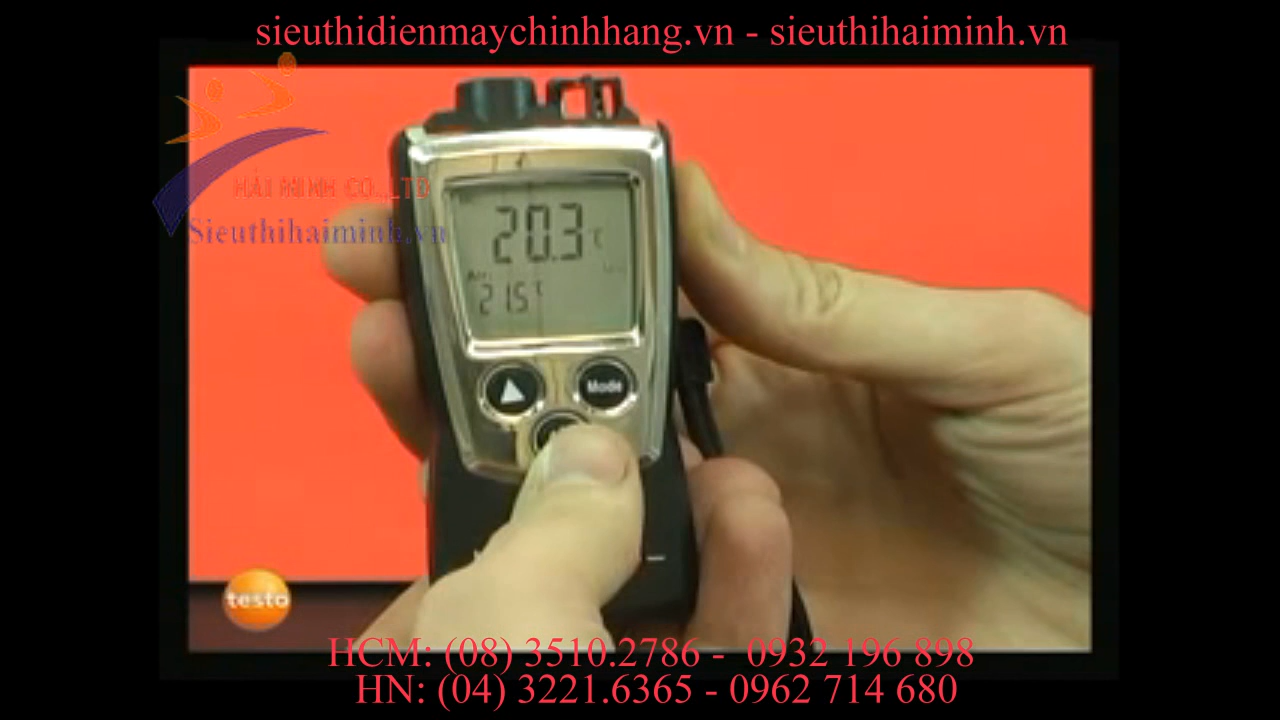 sieuthidienmaychinhhang.vn - sieuthihaiminh.vn
HẢI MINH CO.,LTD
Sieuthihaiminh.vn
20.3 °C
21.5 °C
Mode
testo
HCM: (08) 3510.2786 - 0932 196 898
HN: (04) 3221.6365 - 0962 714 680